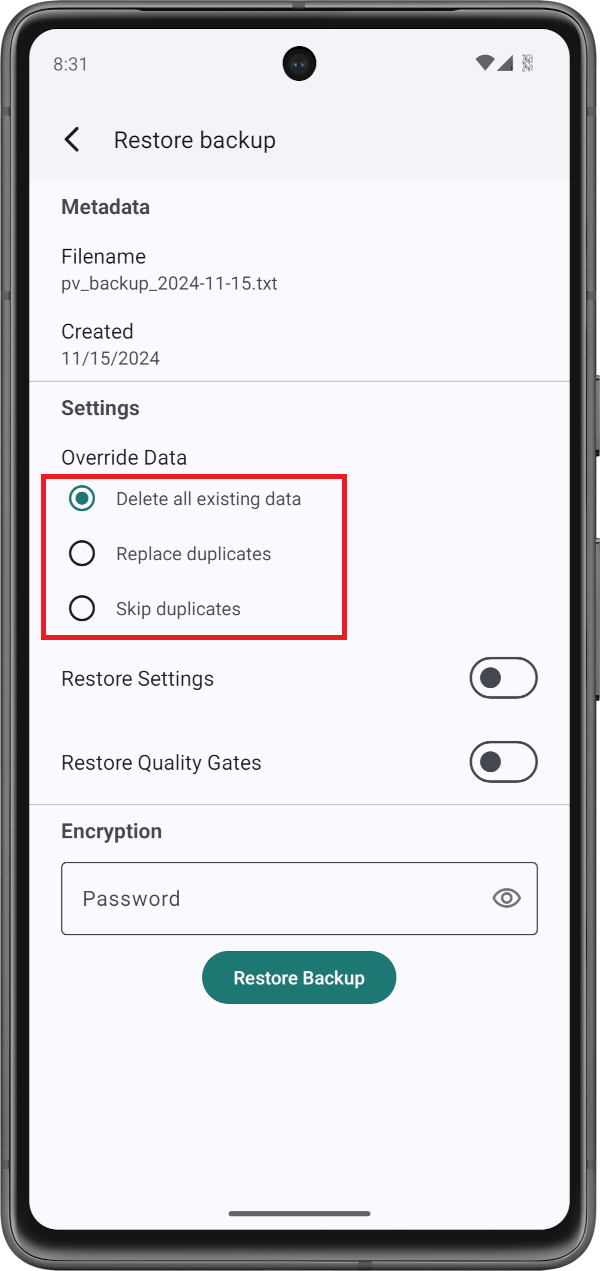 8:31
Restore backup
Metadata
Filename
pv_backup_2024-11-15.txt
Created
11/15/2024
Settings
Override Data
Delete all existing data
Replace duplicates
Skip duplicates
Restore Settings
Restore Quality Gates
Encryption
Password
Restore Backup